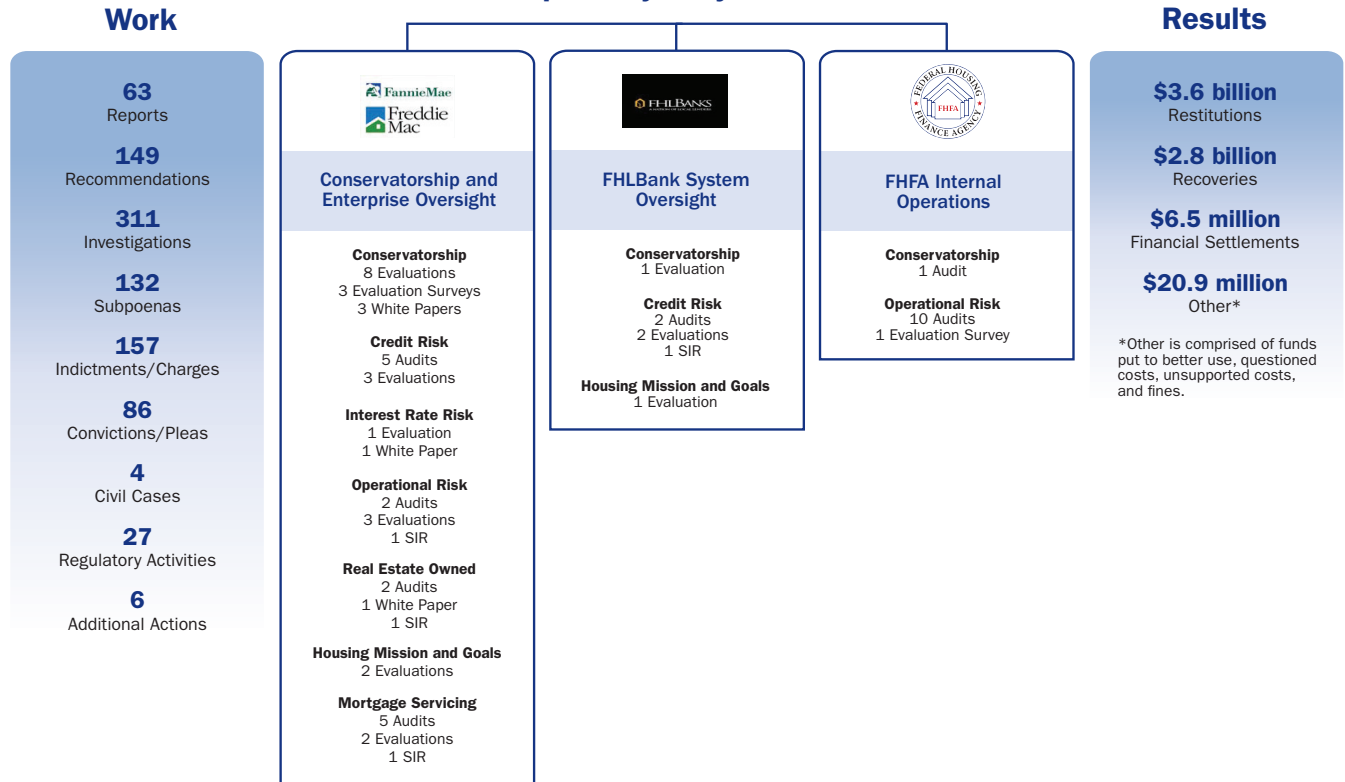 Work
63
Reports
149
Recommendations
311
Investigations
132
Subpoenas
157
Indictments/Charges
86
Convictions/Pleas
4
Civil Cases
27
Regulatory Activities
6
Additional Actions
FannieMae
Freddie
Mac
Conservatorship and
Enterprise Oversight
Conservatorship
8 Evaluations
3 Evaluation Surveys
3 White Papers
Credit Risk
5 Audits
3 Evaluations
Interest Rate Risk
1 Evaluation
1 White Paper
Operational Risk
2 Audits
3 Evaluations
1 SIR
Real Estate Owned
2 Audits
1 White Paper
1 SIR
Housing Mission and Goals
2 Evaluations
Mortgage Servicing
5 Audits
2 Evaluations
1 SIR
FHLBANKS
FHLBank System
Oversight
Conservatorship
1 Evaluation
Credit Risk
2 Audits
2 Evaluations
1 SIR
Housing Mission and Goals
1 Evaluation
FEDERAL HOUSING
FHFA
FINANCE AGENCY
FHFA Internal
Operations
Conservatorship
1 Audit
Operational Risk
10 Audits
1 Evaluation Survey
Results
$3.6 billion
Restitutions
$2.8 billion
Recoveries
$6.5 million
Financial Settlements
$20.9 million
Other*
*Other is comprised of funds
put to better use, questioned
costs, unsupported costs,
and fines.